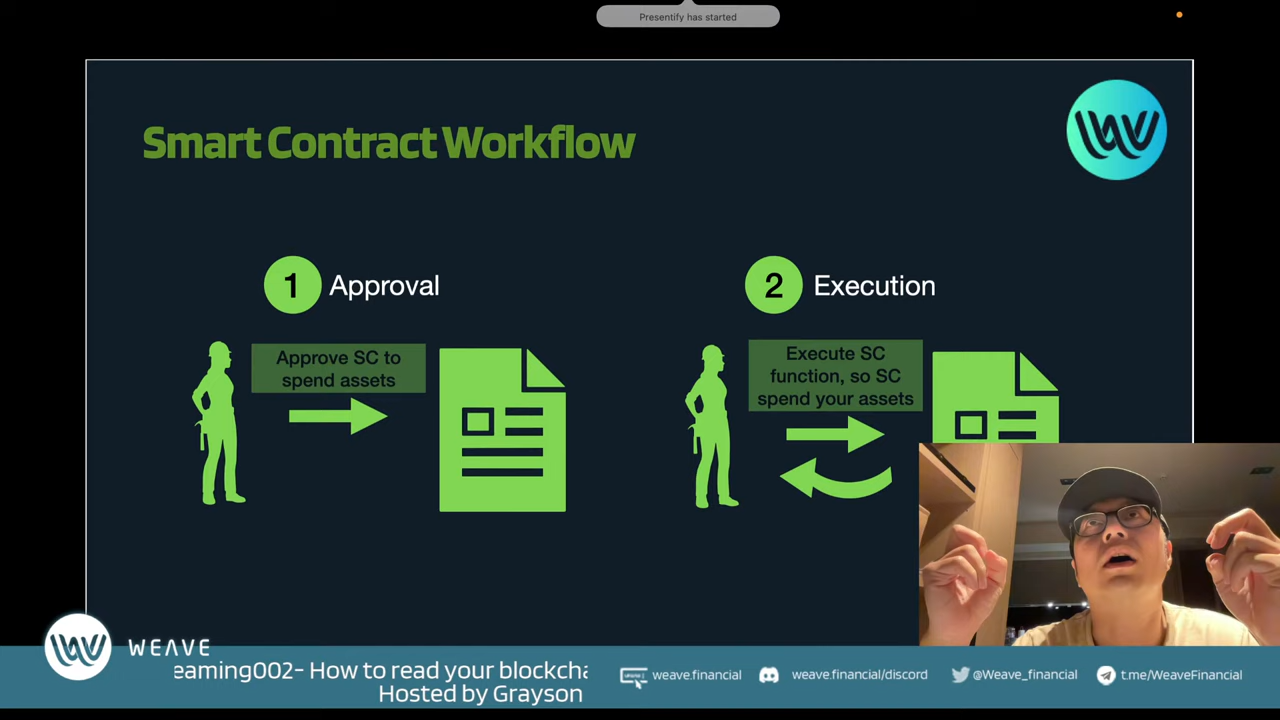 Presentify has started
Smart Contract Workflow
1 Approval
Approve SC to
spend assets
2 Execution
Execute SC
function, so SC
spend your assets
WEAVE
eaming002- How to read your blockcha
Hosted by Grayson
weave.financial
weave.financial/discord
@Weave_financial
t.me/WeaveFinancial